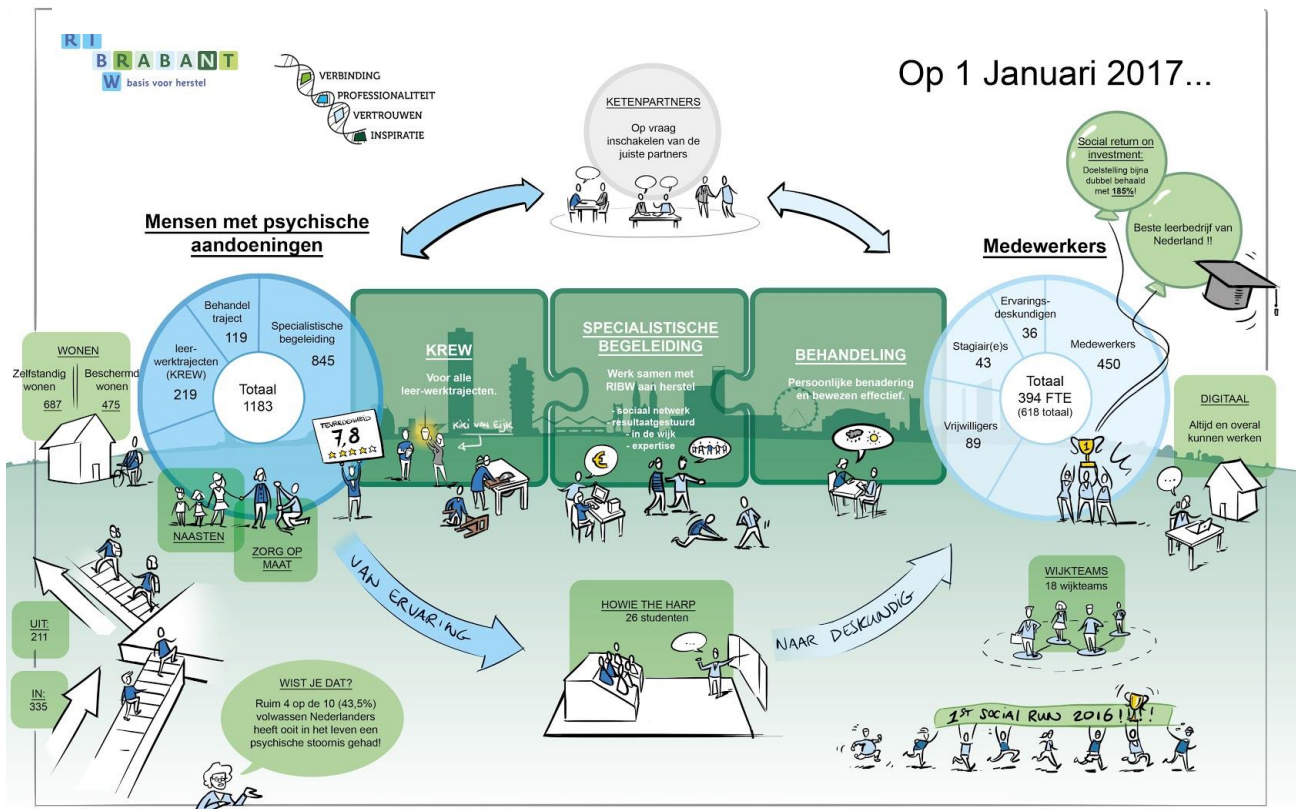 RI
BRABANT
W basis voor herstel
VERBINDING
PROFESSIONALITEIT
VERTROUWEN
INSPIRATIE
KETENPARTNERS
Op vraag
inschakelen van de
juiste partners
Op 1 Januari 2017...
Social return on
investment:
Doelstelling bijna
dubbel behaald
met 185%!
Beste leerbedrijf van
Nederland !!
Mensen met psychische
aandoeningen
Behandel
traject
119
Specialistische
begeleiding
845
leer-
werktrajecten
(KREW)
219
Totaal
1183
TEVREDENHEID
7,8
WONEN
Zelfstandig
wonen
687
Beschermd
wonen
475
NAASTEN
ZORG OP
MAAT
KREW
Voor alle
leer-werktrajecten.
Kiki van Eijk
SPECIALISTISCHE
BEGELEIDING
Werk samen met
RIBW aan herstel
- sociaal netwerk
- resultaatgestuurd
- in de wijk
- expertise
€
BEHANDELING
Persoonlijke benadering
en bewezen effectief.
Medewerkers
Ervarings-
deskundigen
36
Stagiair(e)s
43
Medewerkers
450
Vrijwilligers
89
Totaal
394 FTE
(618 totaal)
1
DIGITAAL
Altijd en overal
kunnen werken
...
UIT:
211
IN:
335
VAN ERVARING
HOWIE THE HARP
26 studenten
...
NAAR DESKUNDIG
WIJKTEAMS
18 wijkteams
WIST JE DAT?
Ruim 4 op de 10 (43,5%)
volwassen Nederlanders
heeft ooit in het leven een
psychische stoornis gehad!
1ST SOCIAL RUN 2016!!!!